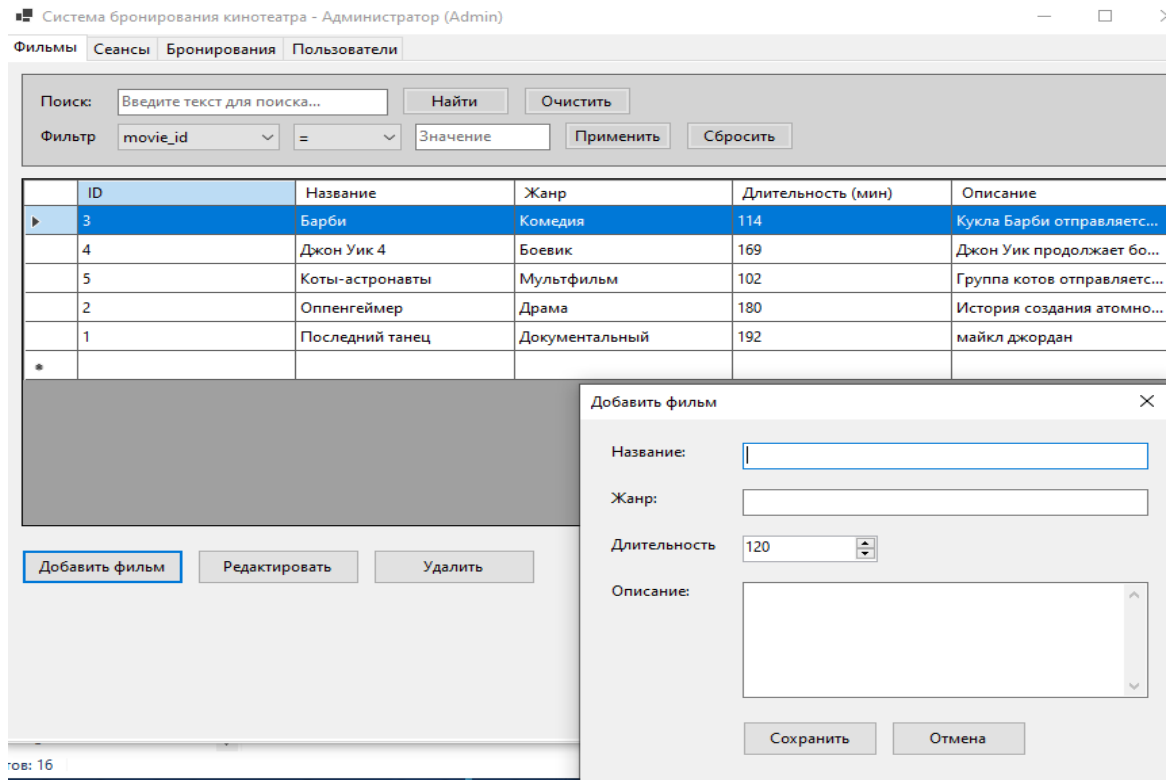 Система бронирования кинотеатра - Администратор (Admin)
Фильмы Сеансы Бронирования Пользователи
Поиск: Введите текст для поиска... Найти Очистить
Фильтр movie_id = Значение Применить Сбросить
ID Название Жанр Длительность (мин) Описание
3 Барби Комедия 114 Кукла Барби отправляетс...
4 Джон Уик 4 Боевик 169 Джон Уик продолжает бо...
5 Коты-астронавты Мультфильм 102 Группа котов отправляетс...
2 Оппенгеймер Драма 180 История создания атомно...
1 Последний танец Документальный 192 майкл джордан
Добавить фильм
Название:
Жанр:
Длительность 120
Описание:
Сохранить Отмена
Добавить фильм Редактировать Удалить
тов: 16